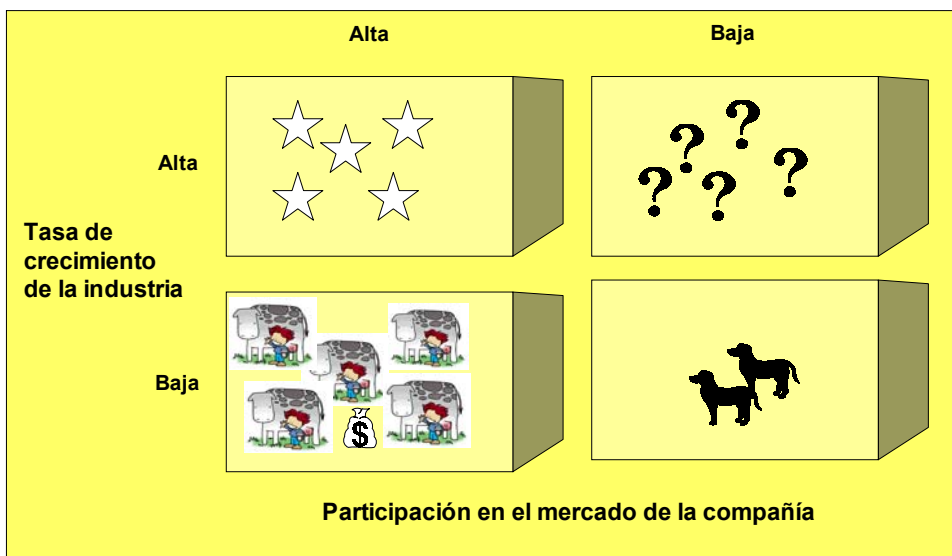 Alta
Baja
Alta
? ? ? ? ?
Tasa de
crecimiento
de la industria
Baja
$
Participación en el mercado de la compañía